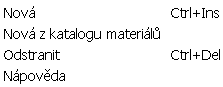 Nová Ctrl+Ins
Nová z katalogu materiálů
Odstranit Ctrl+Del
Nápověda